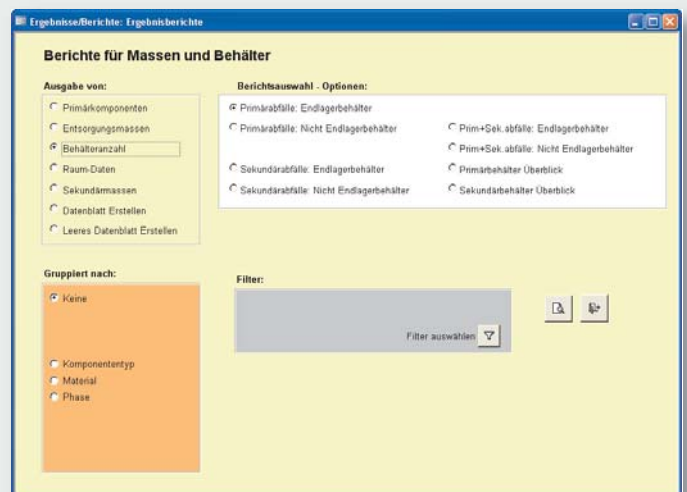 Ergebnisse/Berichte: Ergebnisberichte
Berichte für Massen und Behälter
Ausgabe von:
Primärkomponenten
Entsorgungsmassen
Behälteranzahl
Raum-Daten
Sekundärmassen
Datenblatt Erstellen
Leeres Datenblatt Erstellen
Berichtsauswahl - Optionen:
Primärabfälle: Endlagerbehälter
Primärabfälle: Nicht Endlagerbehälter
Prim+Sek.abfälle: Endlagerbehälter
Prim+Sek.abfälle: Nicht Endlagerbehälter
Sekundärabfälle: Endlagerbehälter
Primärbehälter Überblick
Sekundärabfälle: Nicht Endlagerbehälter
Sekundärbehälter Überblick
Gruppiert nach:
Keine
Komponententyp
Material
Phase
Filter:
Filter auswählen